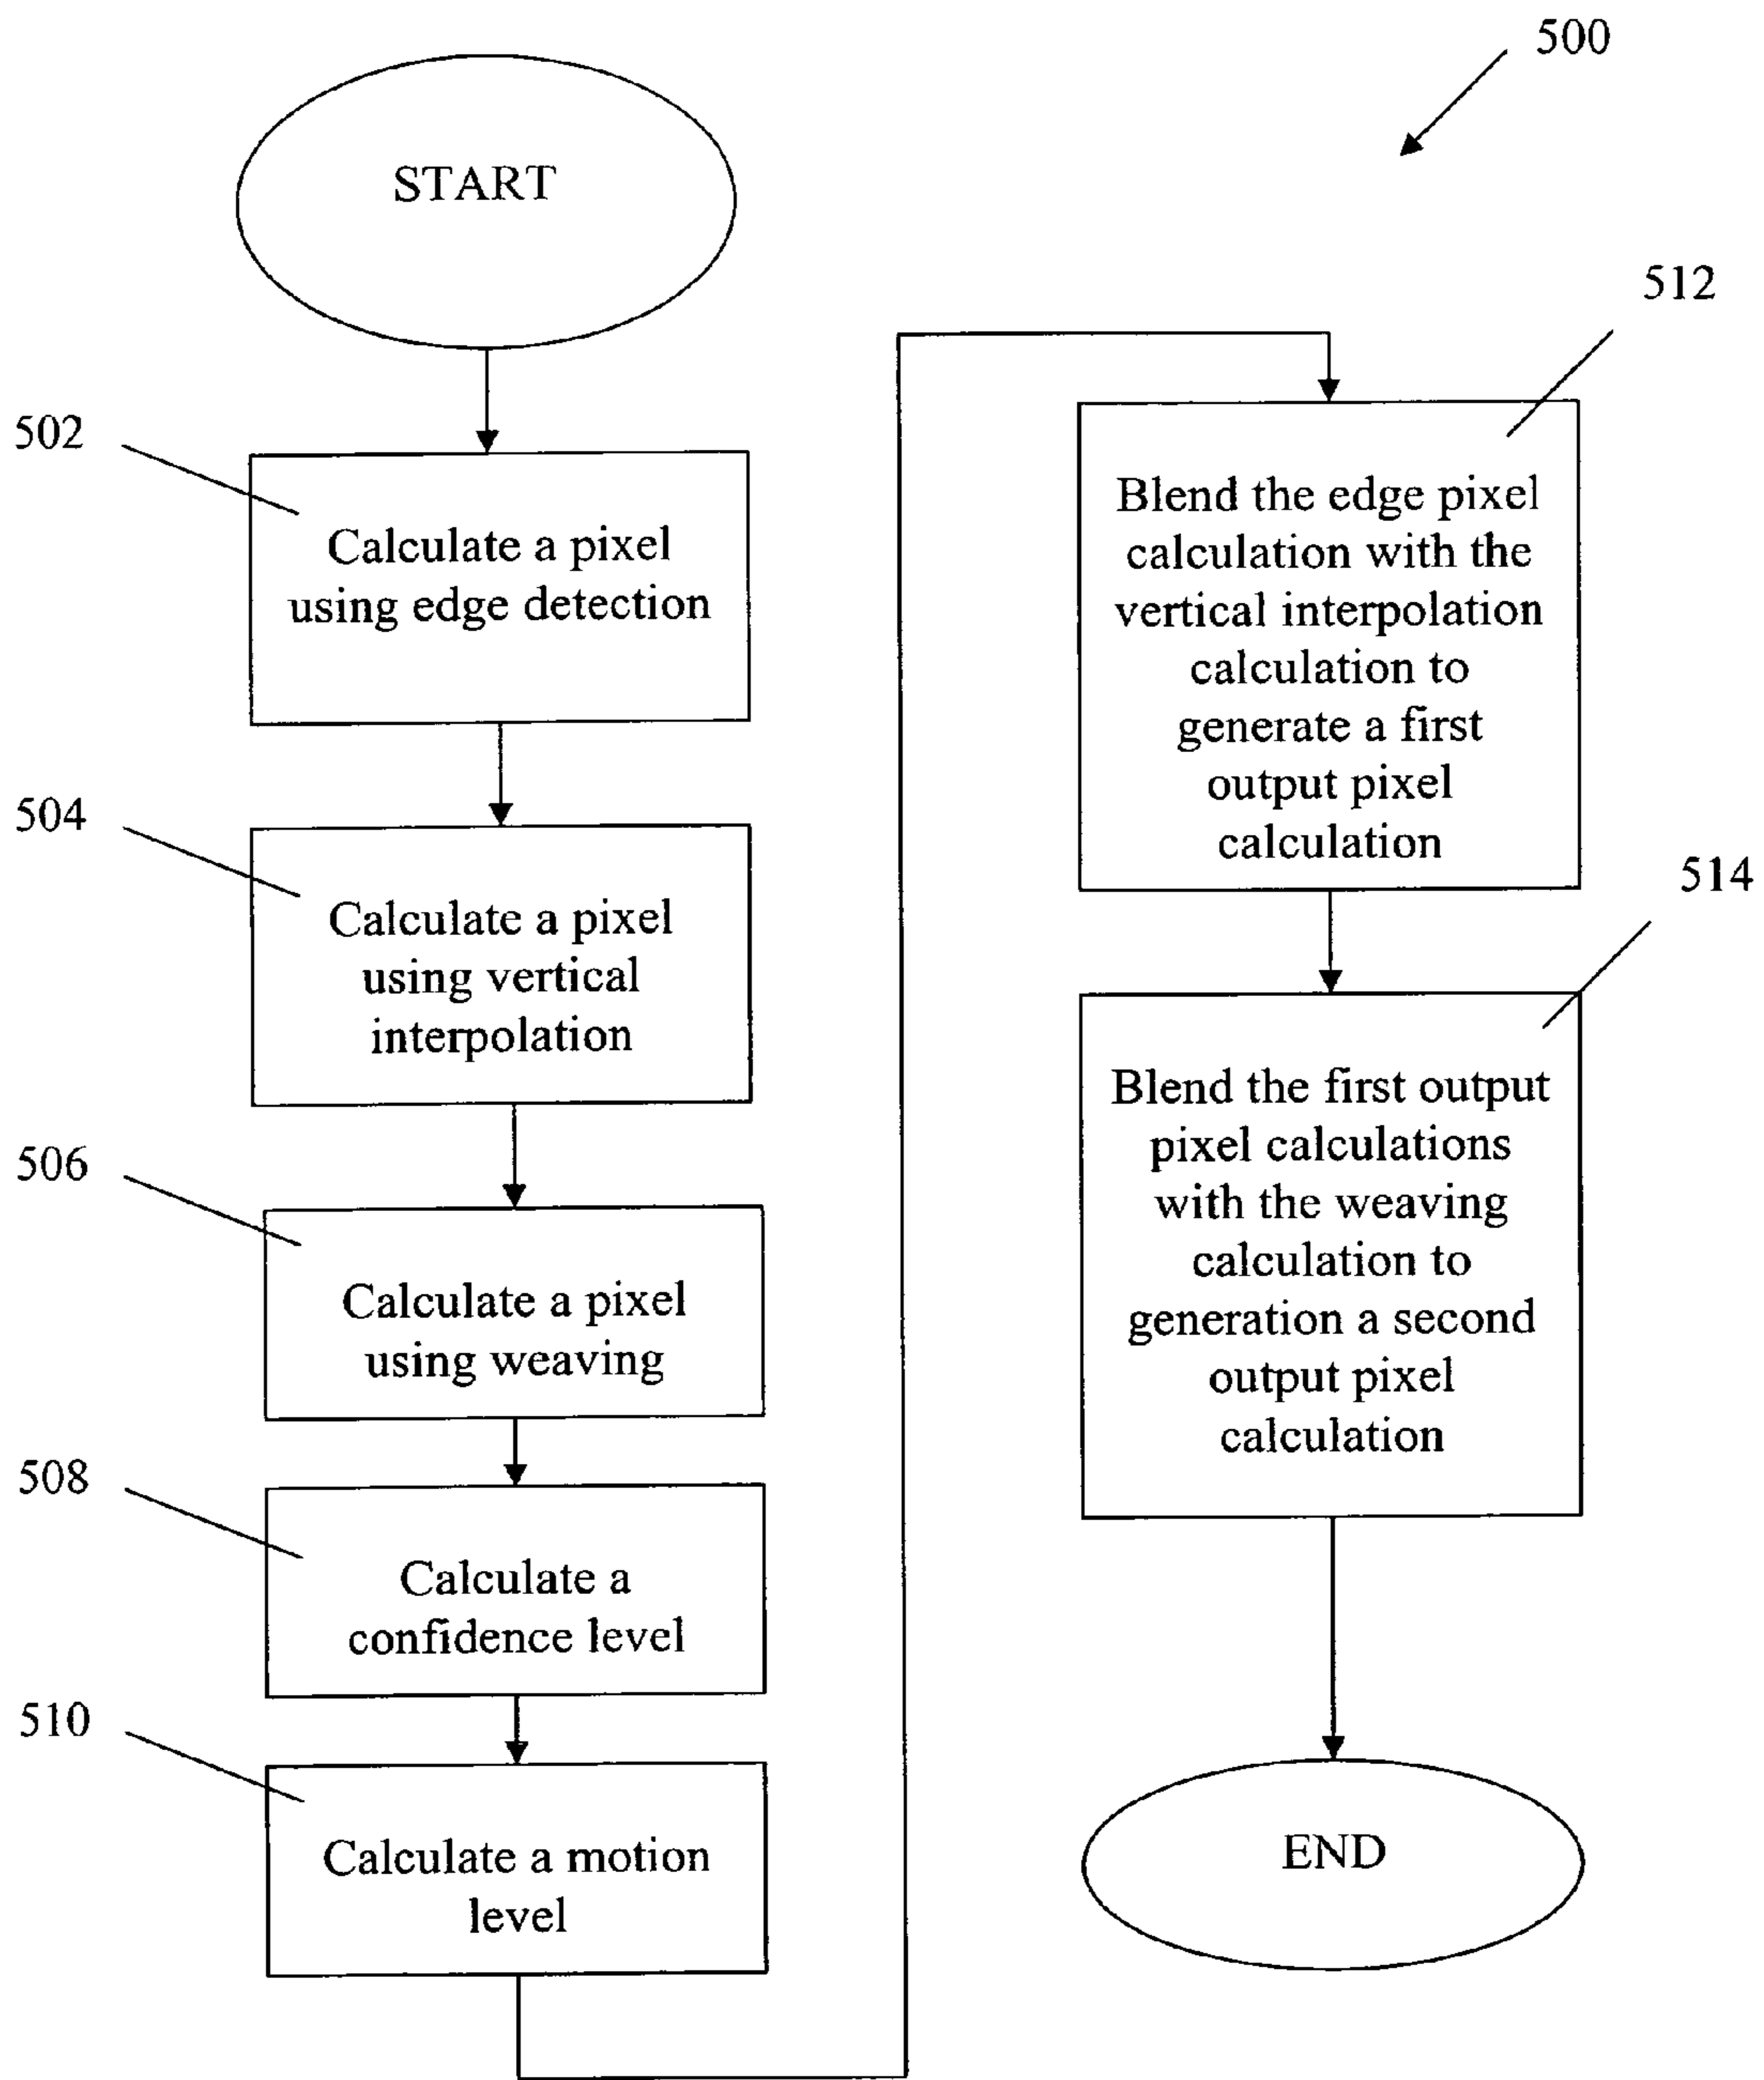 500
START
502
Calculate a pixel
using edge detection
504
Calculate a pixel
using vertical
interpolation
506
Calculate a pixel
using weaving
508
Calculate a
confidence level
510
Calculate a motion
level
512
Blend the edge pixel
calculation with the
vertical interpolation
calculation to
generate a first
output pixel
calculation
514
Blend the first output
pixel calculations
with the weaving
calculation to
generation a second
output pixel
calculation
END